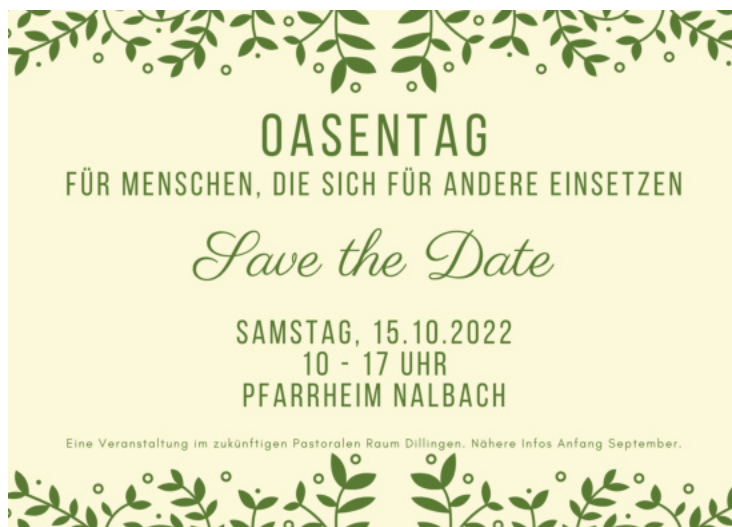 OASENTAG
FÜR MENSCHEN, DIE SICH FÜR ANDERE EINSETZEN
Save the Date
SAMSTAG, 15.10.2022
10 - 17 UHR
PFARRHEIM NALBACH
Eine Veranstaltung im zukünftigen Pastoralen Raum Dillingen. Nähere Infos Anfang September.